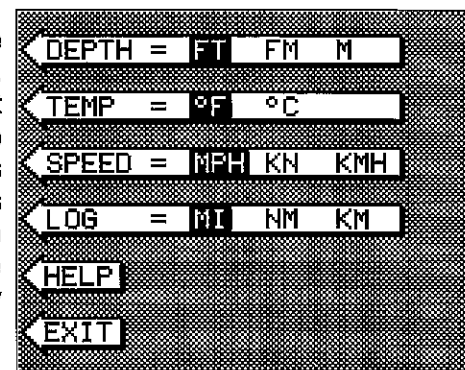 DEPTH = FT FM M
TEMP = °F °C
SPEED = MPH KN KMH
LOG = MI NM KM
HELP
EXIT